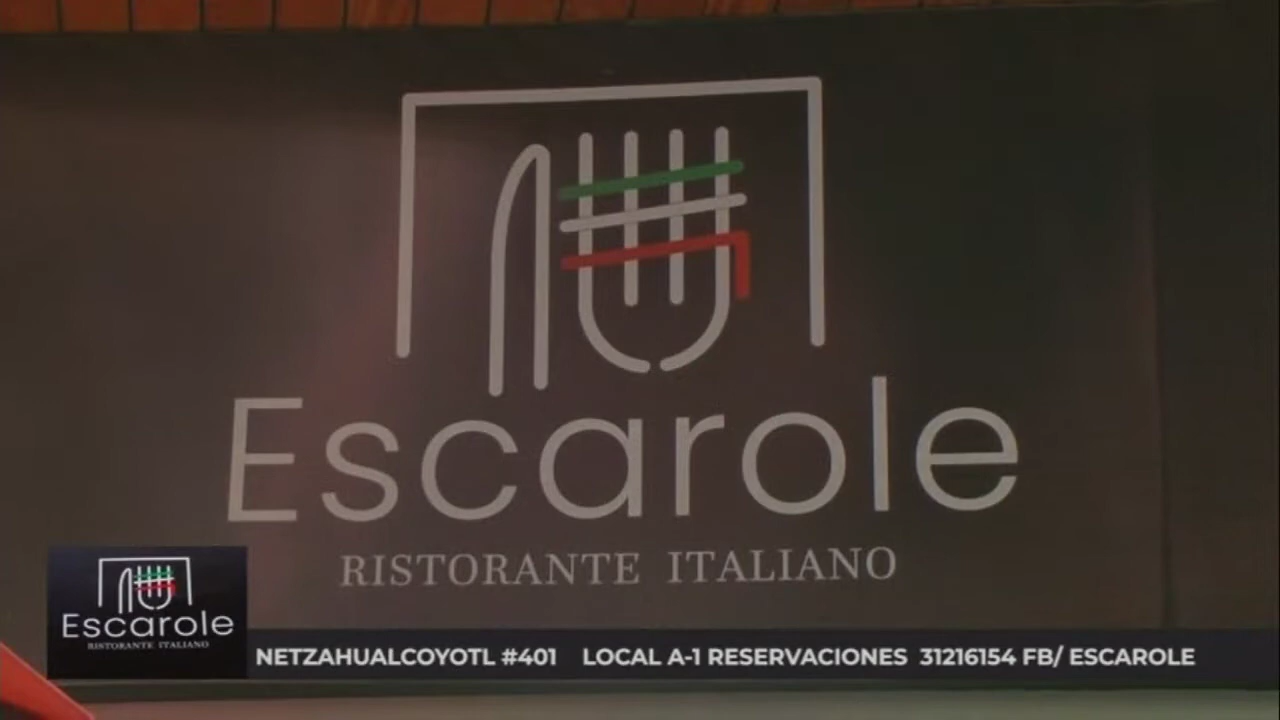 Escarole
RISTORANTE ITALIANO
Escarole
RISTORANTE ITALIANO
NETZAHUALCOYOTL #401 LOCAL A-1 RESERVACIONES 31216154 FB/ ESCAROLE